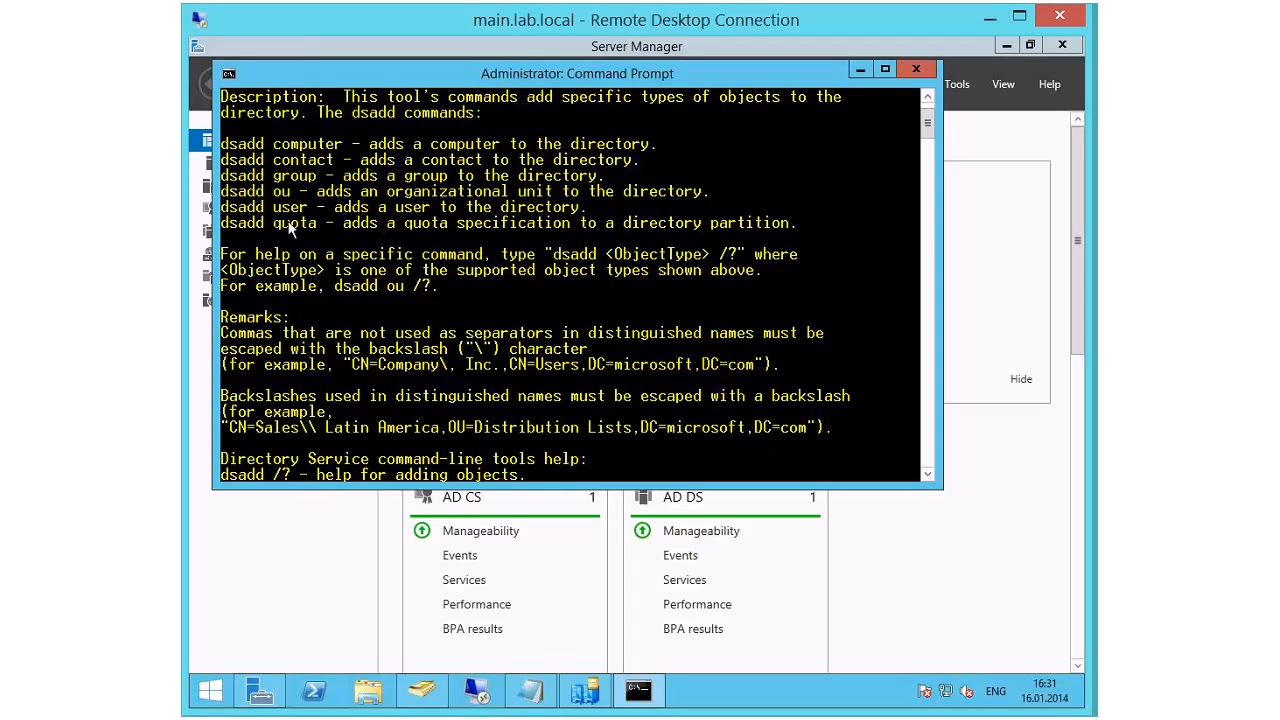 main.lab.local - Remote Desktop Connection
Server Manager
Tools View Help
Administrator: Command Prompt
Description: This tool's commands add specific types of objects to the
directory. The dsadd commands:
dsadd computer - adds a computer to the directory.
dsadd contact - adds a contact to the directory.
dsadd group - adds a group to the directory.
dsadd ou - adds an organizational unit to the directory.
dsadd user - adds a user to the directory.
dsadd quota - adds a quota specification to a directory partition.
For help on a specific command, type "dsadd <ObjectType> /?" where
<ObjectType> is one of the supported object types shown above.
For example, dsadd ou /?.
Remarks:
Commas that are not used as separators in distinguished names must be
escaped with the backslash ("\") character
(for example, "CN=Company\, Inc.,CN=Users,DC=microsoft,DC=com").
Backslashes used in distinguished names must be escaped with a backslash
(for example,
"CN=Sales\\ Latin America,OU=Distribution Lists,DC=microsoft,DC=com").
Directory Service command-line tools help:
dsadd /? - help for adding objects.
Hide
AD CS 1
Manageability
Events
Services
Performance
BPA results
AD DS 1
Manageability
Events
Services
Performance
BPA results
C:\.
ENG
16:31
16.01.2014